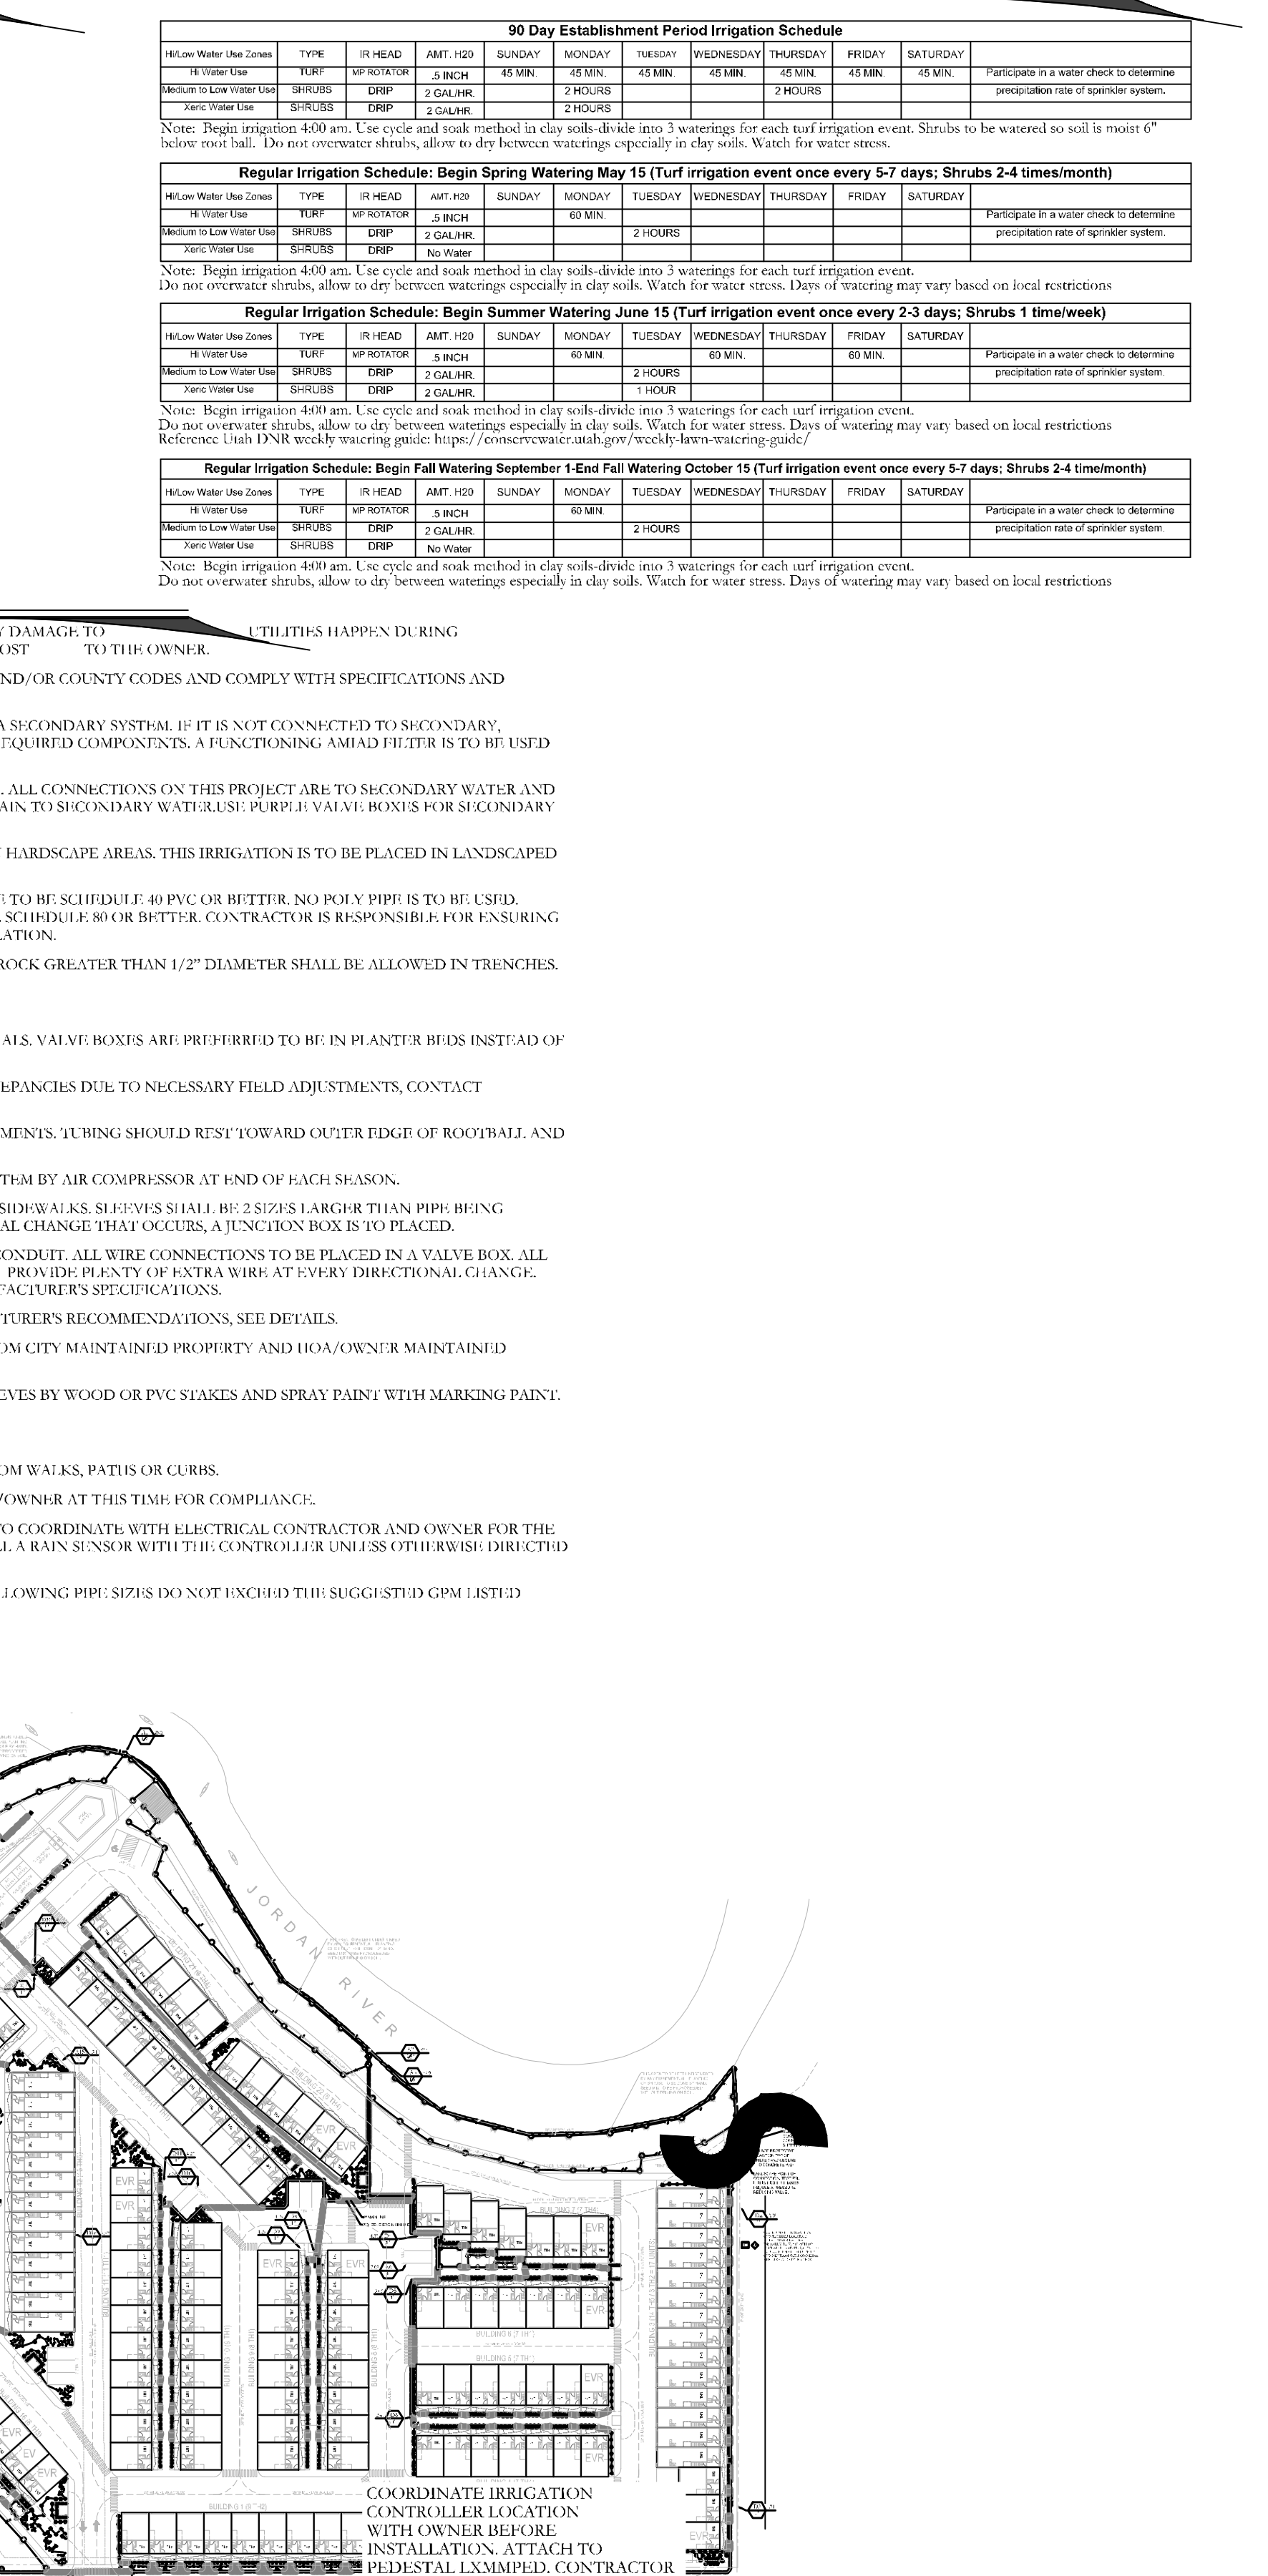 90 Day Establishment Period Irrigation Schedule
Hi/Low Water Use Zones TYPE IR HEAD AMT. H20 SUNDAY MONDAY TUESDAY WEDNESDAY THURSDAY FRIDAY SATURDAY
Hi Water Use TURF MP ROTATOR .5 INCH 45 MIN. 45 MIN. 45 MIN. 45 MIN. 45 MIN. 45 MIN. 45 MIN. Participate in a water check to determine
Medium to Low Water Use SHRUBS DRIP 2 GAL/HR. 2 HOURS 2 HOURS precipitation rate of sprinkler system.
Xeric Water Use SHRUBS DRIP 2 GAL/HR. 2 HOURS
Note: Begin irrigation 4:00 am. Use cycle and soak method in clay soils-divide into 3 waterings for each turf irrigation event. Shrubs to be watered so soil is moist 6"
below root ball. Do not overwater shrubs, allow to dry between waterings especially in clay soils. Watch for water stress.
Regular Irrigation Schedule: Begin Spring Watering May 15 (Turf irrigation event once every 5-7 days; Shrubs 2-4 times/month)
Hi/Low Water Use Zones TYPE IR HEAD AMT. H20 SUNDAY MONDAY TUESDAY WEDNESDAY THURSDAY FRIDAY SATURDAY
Hi Water Use TURF MP ROTATOR .5 INCH 60 MIN. Participate in a water check to determine
Medium to Low Water Use SHRUBS DRIP 2 GAL/HR. 2 HOURS precipitation rate of sprinkler system.
Xeric Water Use SHRUBS DRIP No Water
Note: Begin irrigation 4:00 am. Use cycle and soak method in clay soils-divide into 3 waterings for each turf irrigation event.
Do not overwater shrubs, allow to dry between waterings especially in clay soils. Watch for water stress. Days of watering may vary based on local restrictions
Regular Irrigation Schedule: Begin Summer Watering June 15 (Turf irrigation event once every 2-3 days; Shrubs 1 time/week)
Hi/Low Water Use Zones TYPE IR HEAD AMT. H20 SUNDAY MONDAY TUESDAY WEDNESDAY THURSDAY FRIDAY SATURDAY
Hi Water Use TURF MP ROTATOR .5 INCH 60 MIN. 60 MIN. 60 MIN. Participate in a water check to determine
Medium to Low Water Use SHRUBS DRIP 2 GAL/HR. 2 HOURS precipitation rate of sprinkler system.
Xeric Water Use SHRUBS DRIP 2 GAL/HR. 1 HOUR
Note: Begin irrigation 4:00 am. Use cycle and soak method in clay soils-divide into 3 waterings for each turf irrigation event.
Do not overwater shrubs, allow to dry between waterings especially in clay soils. Watch for water stress. Days of watering may vary based on local restrictions
Reference Utah DNR weekly watering guide: https://conservewater.utah.gov/weekly-lawn-watering-guide/
Regular Irrigation Schedule: Begin Fall Watering September 1-End Fall Watering October 15 (Turf irrigation event once every 5-7 days; Shrubs 2-4 time/month)
Hi/Low Water Use Zones TYPE IR HEAD AMT. H20 SUNDAY MONDAY TUESDAY WEDNESDAY THURSDAY FRIDAY SATURDAY
Hi Water Use TURF MP ROTATOR .5 INCH 60 MIN. Participate in a water check to determine
Medium to Low Water Use SHRUBS DRIP 2 GAL/HR. 2 HOURS precipitation rate of sprinkler system.
Xeric Water Use SHRUBS DRIP No Water
Note: Begin irrigation 4:00 am. Use cycle and soak method in clay soils-divide into 3 waterings for each turf irrigation event.
Do not overwater shrubs, allow to dry between waterings especially in clay soils. Watch for water stress. Days of watering may vary based on local restrictions
Y DAMAGE TO UTILITIES HAPPEN DURING
OST TO THE OWNER.
ND/OR COUNTY CODES AND COMPLY WITH SPECIFICATIONS AND
A SECONDARY SYSTEM. IF IT IS NOT CONNECTED TO SECONDARY,
EQUIRED COMPONENTS. A FUNCTIONING AMIAD FILTER IS TO BE USED
. ALL CONNECTIONS ON THIS PROJECT ARE TO SECONDARY WATER AND
AIN TO SECONDARY WATER.USE PURPLE VALVE BOXES FOR SECONDARY
HARDSCAPE AREAS. THIS IRRIGATION IS TO BE PLACED IN LANDSCAPED
E TO BE SCHEDULE 40 PVC OR BETTER. NO POLY PIPE IS TO BE USED.
SCHEDULE 80 OR BETTER. CONTRACTOR IS RESPONSIBLE FOR ENSURING
LATION.
ROCK GREATER THAN 1/2” DIAMETER SHALL BE ALLOWED IN TRENCHES.
ALS. VALVE BOXES ARE PREFERRED TO BE IN PLANTER BEDS INSTEAD OF
EPANCIES DUE TO NECESSARY FIELD ADJUSTMENTS, CONTACT
MENTS. TUBING SHOULD REST TOWARD OUTER EDGE OF ROOTBALL AND
TEM BY AIR COMPRESSOR AT END OF EACH SEASON.
SIDEWALKS. SLEEVES SHALL BE 2 SIZES LARGER THAN PIPE BEING
AL CHANGE THAT OCCURS, A JUNCTION BOX IS TO PLACED.
CONDUIT. ALL WIRE CONNECTIONS TO BE PLACED IN A VALVE BOX. ALL
PROVIDE PLENTY OF EXTRA WIRE AT EVERY DIRECTIONAL CHANGE.
FACTURER'S SPECIFICATIONS.
TURER'S RECOMMENDATIONS, SEE DETAILS.
OM CITY MAINTAINED PROPERTY AND HOA/OWNER MAINTAINED
EVES BY WOOD OR PVC STAKES AND SPRAY PAINT WITH MARKING PAINT.
OM WALKS, PATHS OR CURBS.
/OWNER AT THIS TIME FOR COMPLIANCE.
TO COORDINATE WITH ELECTRICAL CONTRACTOR AND OWNER FOR THE
LL A RAIN SENSOR WITH THE CONTROLLER UNLESS OTHERWISE DIRECTED
LLOWING PIPE SIZES DO NOT EXCEED THE SUGGESTED GPM LISTED
JORDAN RIVER
EVR
EVR
EVR
EVR
EVR
EVR
EVR
EVR
EVR
EVR
EVR
EV
EVR
EVR
COORDINATE IRRIGATION
CONTROLLER LOCATION
WITH OWNER BEFORE
INSTALLATION. ATTACH TO
PEDESTAL LXMMPED. CONTRACTOR